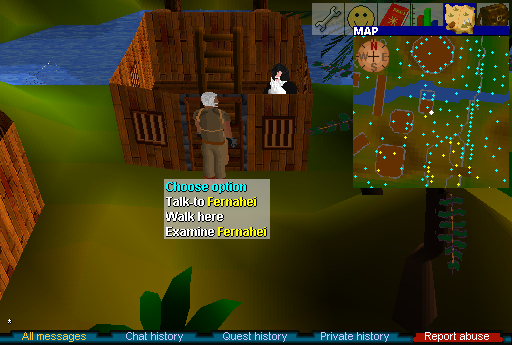 MAP
N
W E
S
Choose option
Talk-to Fernahei
Walk here
Examine Fernahei
*
All messages
Chat history
Quest history
Private history
Report abuse